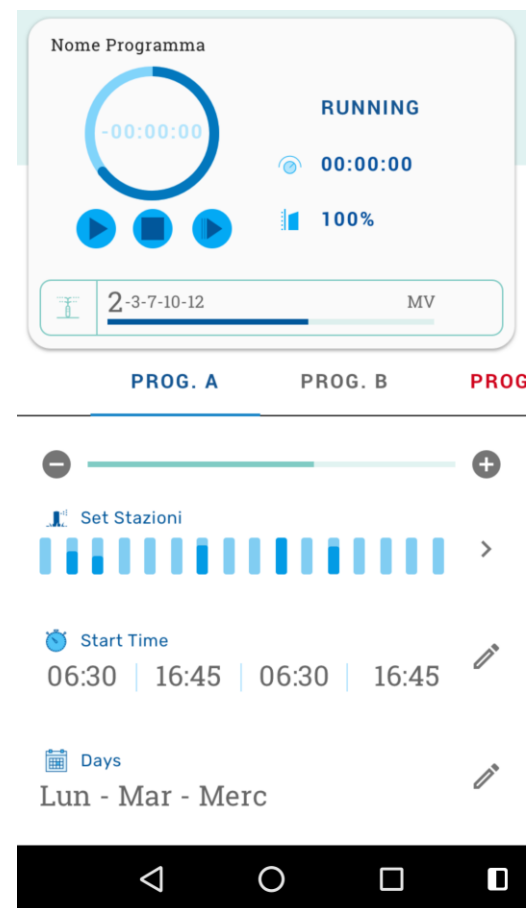 Nome Programma
-00:00:00
RUNNING
00:00:00
100%
2-3-7-10-12 MV
PROG. A PROG. B PROG
Set Stazioni
Start Time
06:30 16:45 06:30 16:45
Days
Lun - Mar - Merc